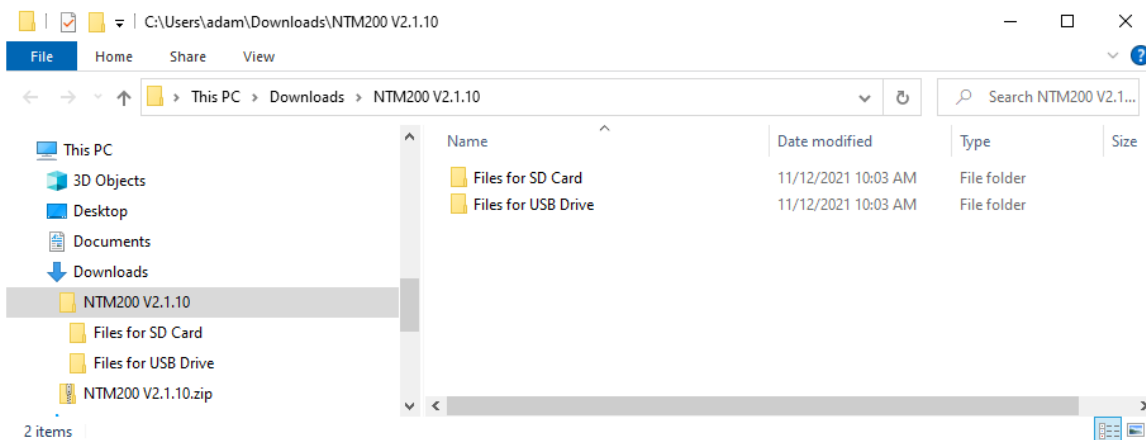 C:\Users\adam\Downloads\NTM200 V2.1.10
File Home Share View
This PC > Downloads > NTM200 V2.1.10
Search NTM200 V2.1...
This PC
3D Objects
Desktop
Documents
Downloads
NTM200 V2.1.10
Files for SD Card
Files for USB Drive
NTM200 V2.1.10.zip
Name Date modified Type Size
Files for SD Card 11/12/2021 10:03 AM File folder
Files for USB Drive 11/12/2021 10:03 AM File folder
2 items